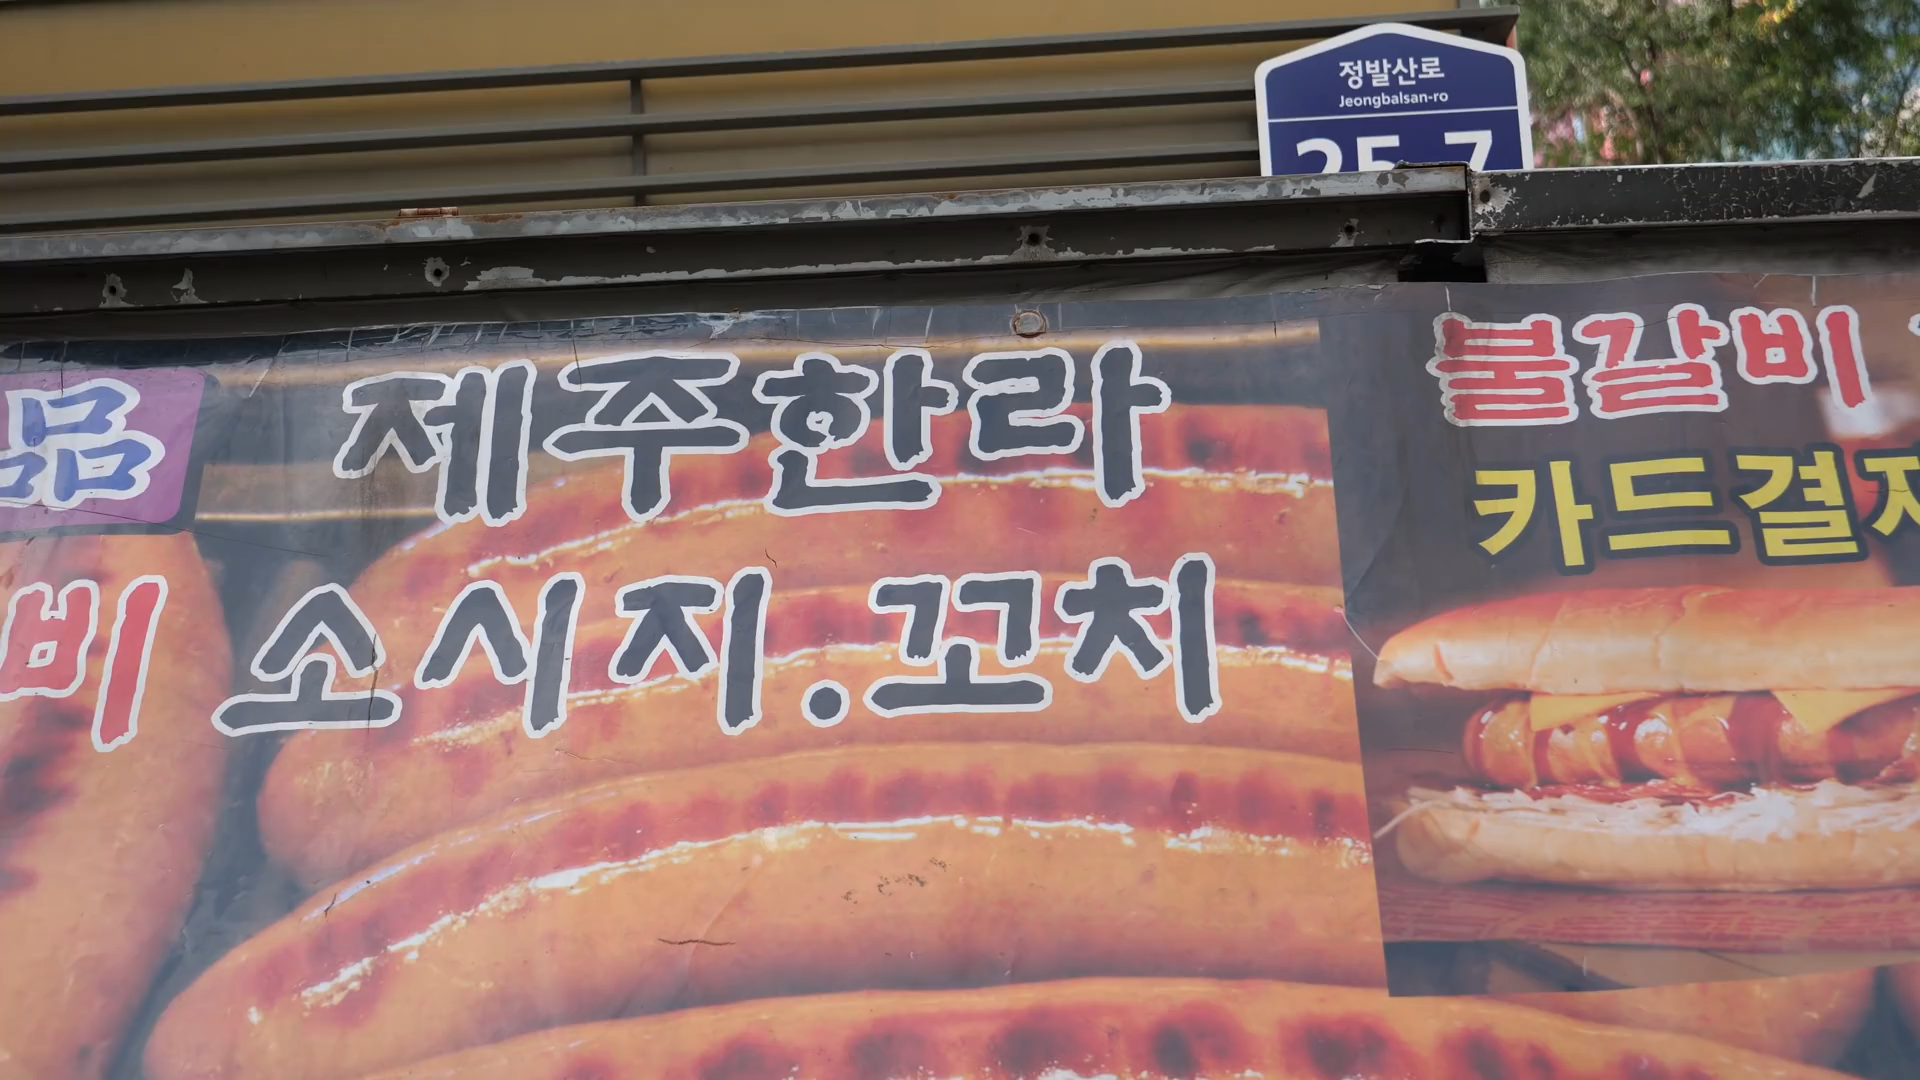 정발산로
Jeongbalsan-ro
품 제주한라
비 소시지.꼬치
불갈비
카드결